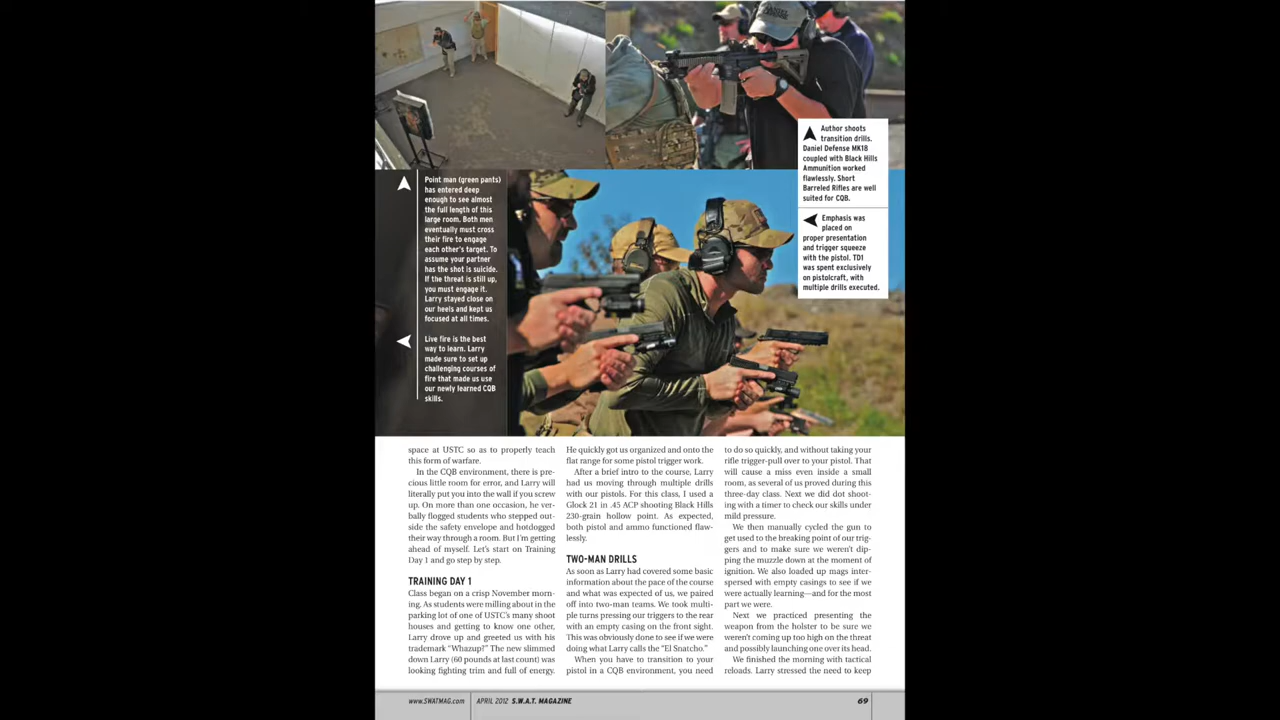 Author shoots
transition drills.
Daniel Defense MK18
coupled with Black Hills
Ammunition worked
flawlessly. Short
Barreled Rifles are well
suited for CQB.
Emphasis was
placed on
proper presentation
and trigger squeeze
with the pistol. TD1
was spent exclusively
on pistolcraft, with
multiple drills executed.
Point man (green pants)
has entered deep
enough to see almost
the full length of this
large room. Both men
eventually must cross
their fire to engage
each other's target. To
assume your partner
has the shot is suicide.
If the threat is still up,
you must engage it.
Larry stayed close on
our heels and kept us
focused at all times.
Live fire is the best
way to learn. Larry
made sure to set up
challenging courses of
fire that made us use
our newly learned CQB
skills.
space at USTC so as to properly teach
this form of warfare.
In the CQB environment, there is pre-
cious little room for error, and Larry will
literally put you into the wall if you screw
up. On more than one occasion, he ver-
bally flogged students who stepped out-
side the safety envelope and hotdogged
their way through a room. But I'm getting
ahead of myself. Let's start on Training
Day 1 and go step by step.
TRAINING DAY 1
Class began on a crisp November morn-
ing. As students were milling about in the
parking lot of one of USTC's many shoot
houses and getting to know one other,
Larry drove up and greeted us with his
trademark "Whazup?" The new slimmed
down Larry (60 pounds at last count) was
looking fighting trim and full of energy.
He quickly got us organized and onto the
flat range for some pistol trigger work.
After a brief intro to the course, Larry
had us moving through multiple drills
with our pistols. For this class, I used a
Glock 21 in .45 ACP shooting Black Hills
230-grain hollow point. As expected,
both pistol and ammo functioned flaw-
lessly.
TWO-MAN DRILLS
As soon as Larry had covered some basic
information about the pace of the course
and what was expected of us, we paired
off into two-man teams. We took multi-
ple turns pressing our triggers to the rear
with an empty casing on the front sight.
This was obviously done to see if we were
doing what Larry calls the "El Snatcho."
When you have to transition to your
pistol in a CQB environment, you need
to do so quickly, and without taking your
rifle trigger-pull over to your pistol. That
will cause a miss even inside a small
room, as several of us proved during this
three-day class. Next we did dot shoot-
ing with a timer to check our skills under
mild pressure.
We then manually cycled the gun to
get used to the breaking point of our trig-
gers and to make sure we weren't dip-
ping the muzzle down at the moment of
ignition. We also loaded up mags inter-
spersed with empty casings to see if we
were actually learning—and for the most
part we were.
Next we practiced presenting the
weapon from the holster to be sure we
weren't coming up too high on the threat
and possibly launching one over its head.
We finished the morning with tactical
reloads. Larry stressed the need to keep
www.SWATMAG.com APRIL 2012 S.W.A.T. MAGAZINE 69